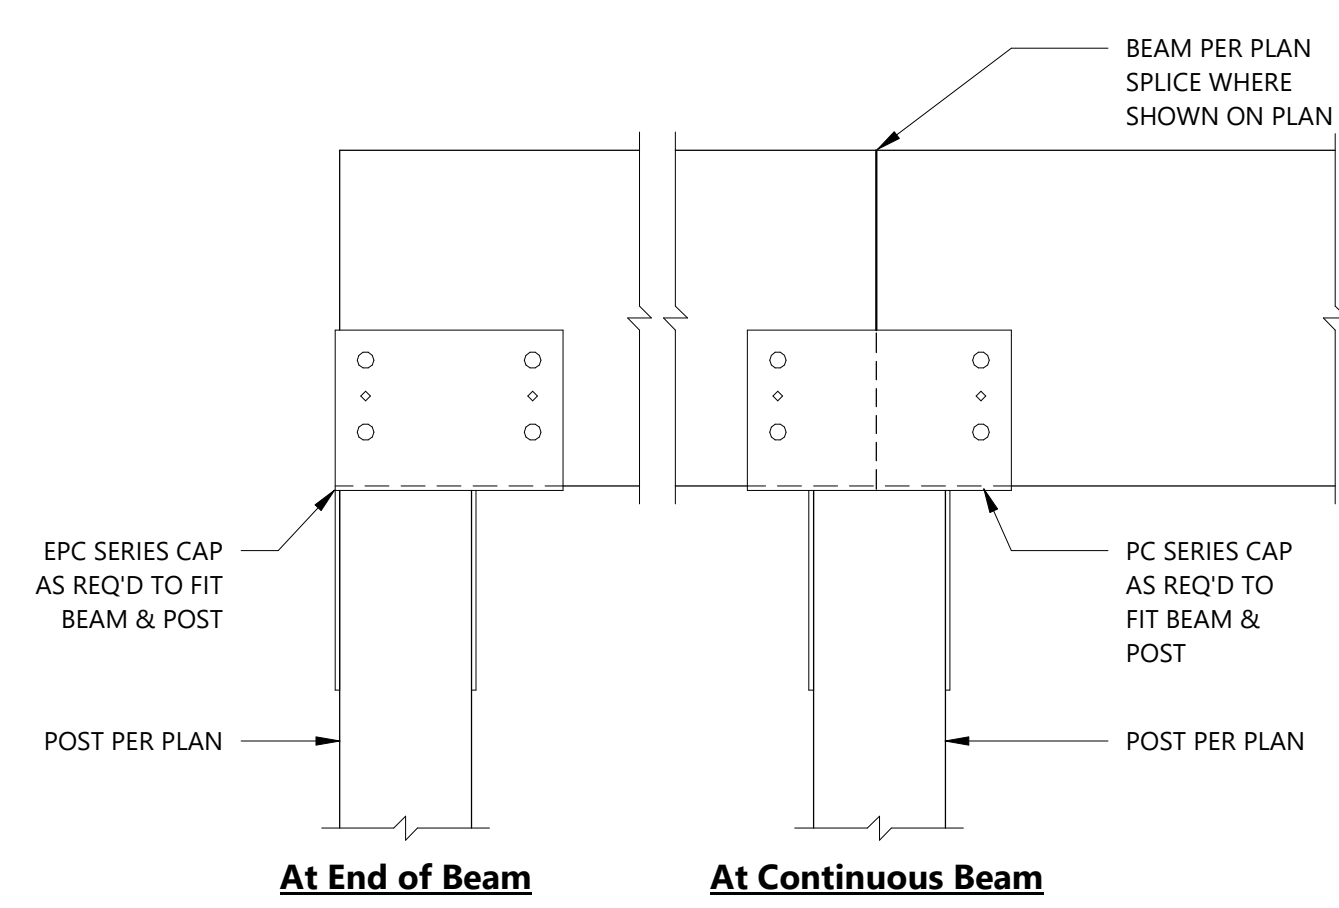 BEAM PER PLAN
SPLICE WHERE
SHOWN ON PLAN
EPC SERIES CAP
AS REQ'D TO FIT
BEAM & POST
PC SERIES CAP
AS REQ'D TO
FIT BEAM &
POST
POST PER PLAN
POST PER PLAN
At End of Beam
At Continuous Beam